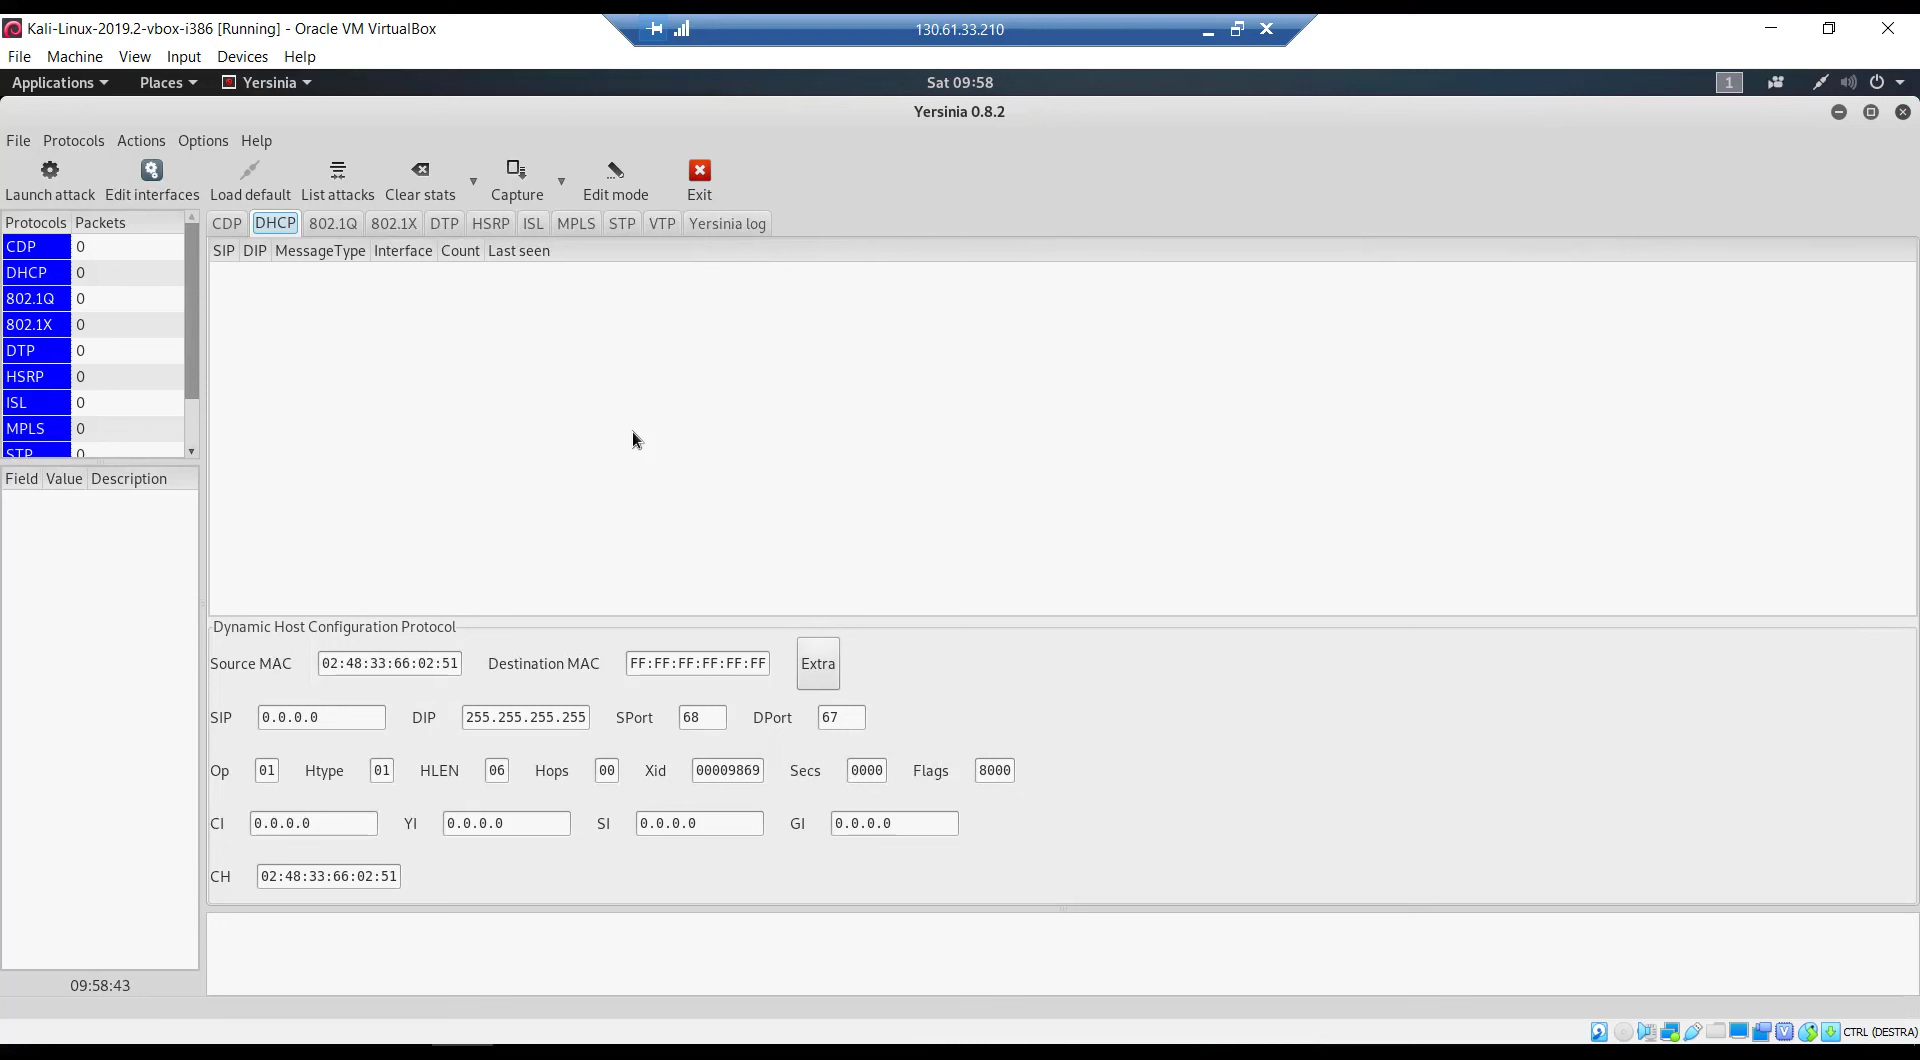 Kali-Linux-2019.2-vbox-i386 [Running] - Oracle VM VirtualBox
130.61.33.210
File Machine View Input Devices Help
Applications Places Yersinia Sat 09:58 1
Yersinia 0.8.2
File Protocols Actions Options Help
Launch attack Edit interfaces Load default List attacks Clear stats Capture Edit mode Exit
Protocols Packets
CDP 0
DHCP 0
802.1Q 0
802.1X 0
DTP 0
HSRP 0
ISL 0
MPLS 0
STP 0
Field Value Description
09:58:43
CDP DHCP 802.1Q 802.1X DTP HSRP ISL MPLS STP VTP Yersinia log
SIP DIP MessageType Interface Count Last seen
Dynamic Host Configuration Protocol
Source MAC 02:48:33:66:02:51 Destination MAC FF:FF:FF:FF:FF:FF Extra
SIP 0.0.0.0 DIP 255.255.255.255 SPort 68 DPort 67
Op 01 Htype 01 HLEN 06 Hops 00 Xid 00009869 Secs 0000 Flags 8000
CI 0.0.0.0 YI 0.0.0.0 SI 0.0.0.0 GI 0.0.0.0
CH 02:48:33:66:02:51
CTRL (DESTRA)